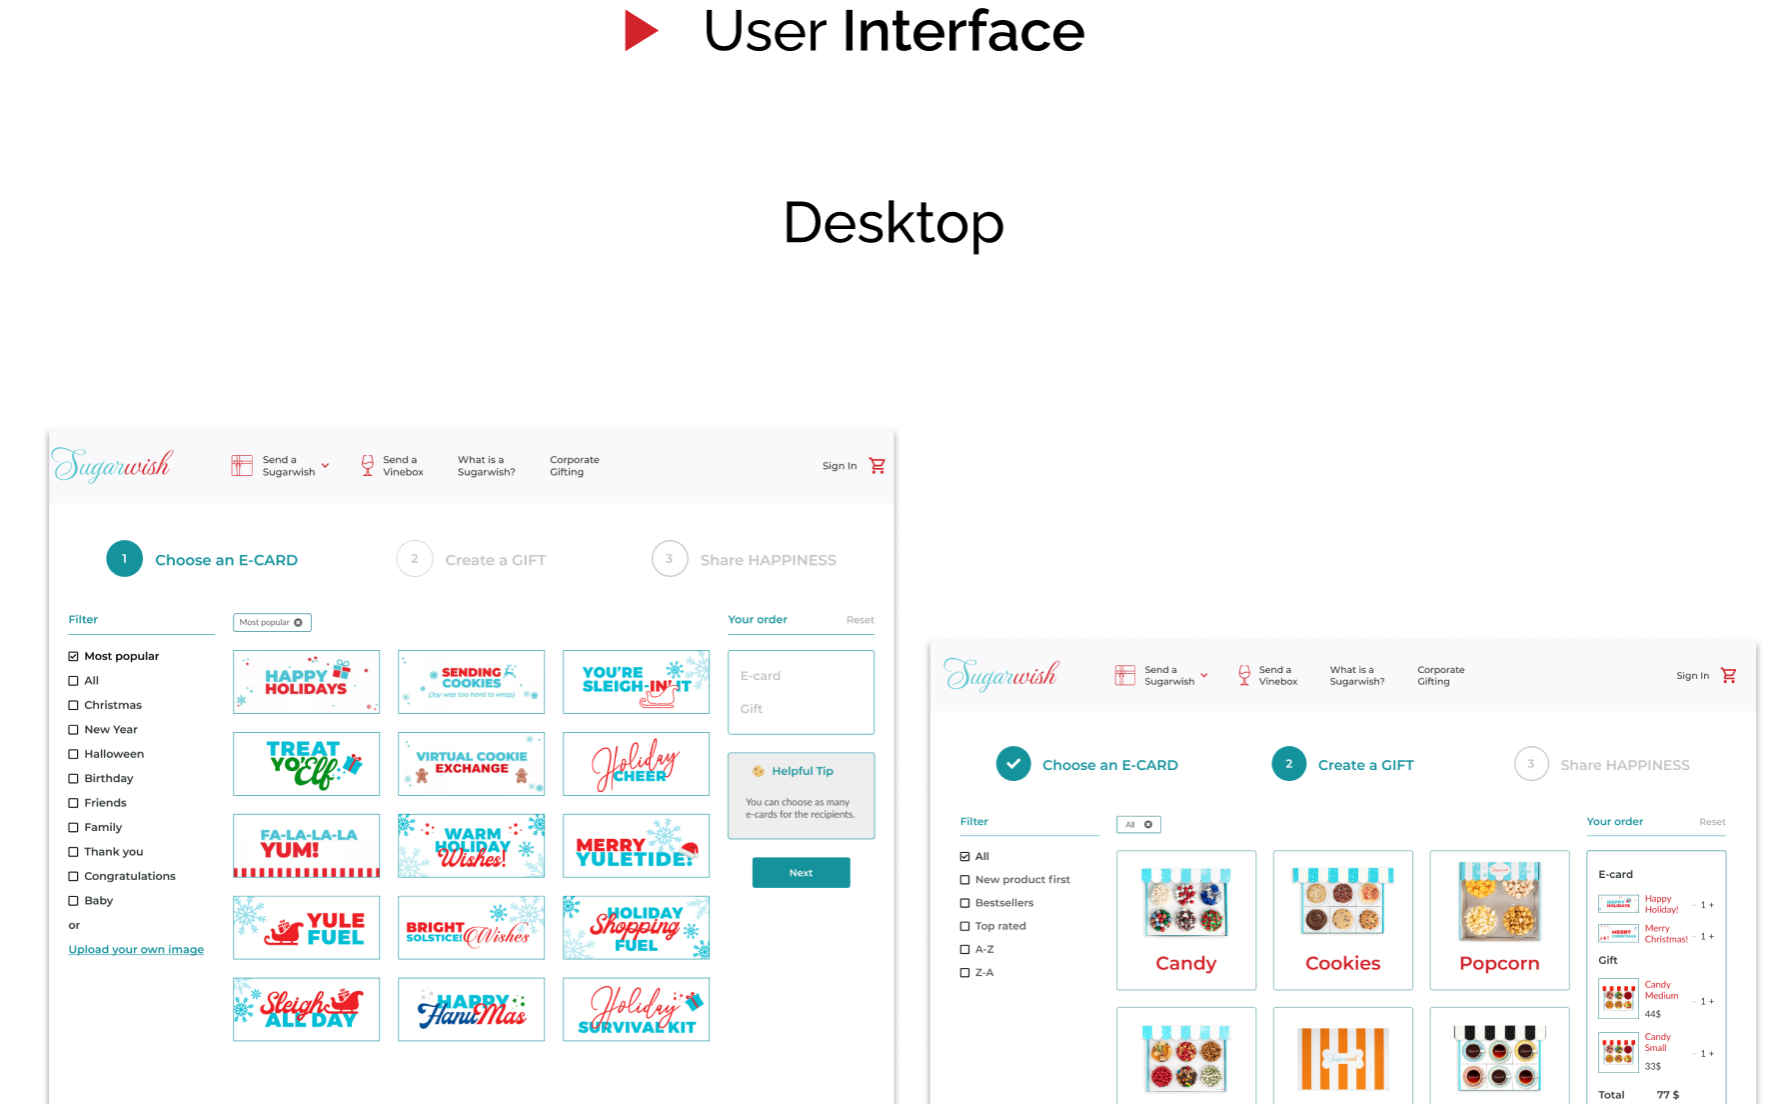 User Interface
Desktop
Sugarwish
Send a
Sugarwish
Send a
Vinebox
What is a
Sugarwish?
Corporate
Gifting
Sign In
1 Choose an E-CARD
2 Create a GIFT
3 Share HAPPINESS
Filter
Most popular
All
Christmas
New Year
Halloween
Birthday
Friends
Family
Thank you
Congratulations
Baby
or
Upload your own image
Most popular
HAPPY
HOLIDAYS
SENDING
COOKIES
(Joy was too hard to wrap)
YOU'RE
SLEIGH-IN' IT
TREAT
YO' Elf
VIRTUAL COOKIE
EXCHANGE
Holiday
CHEER
FA-LA-LA-LA
YUM!
WARM
HOLIDAY
Wishes!
MERRY
YULETIDE!
YULE
FUEL
BRIGHT
SOLSTICE! Wishes
HOLIDAY
Shopping
FUEL
Sleigh
ALL DAY
HAPPY
HanuMas
Holiday
SURVIVAL KIT
Your order Reset
E-card
Gift
Helpful Tip
You can choose as many
e-cards for the recipients.
Next
Sugarwish
Send a
Sugarwish
Send a
Vinebox
What is a
Sugarwish?
Corporate
Gifting
Sign In
Choose an E-CARD
2 Create a GIFT
3 Share HAPPINESS
Filter
All
New product first
Bestsellers
Top rated
A-Z
Z-A
All
Candy
Cookies
Popcorn
Sugarwish
Your order Reset
E-card
HAPPY
HOLIDAYS
Happy
Holiday!
- 1 +
MERRY
CHRISTMAS
Merry
Christmas!
- 1 +
Gift
Candy
Medium
44$
- 1 +
Candy
Small
33$
- 1 +
Total 77 $